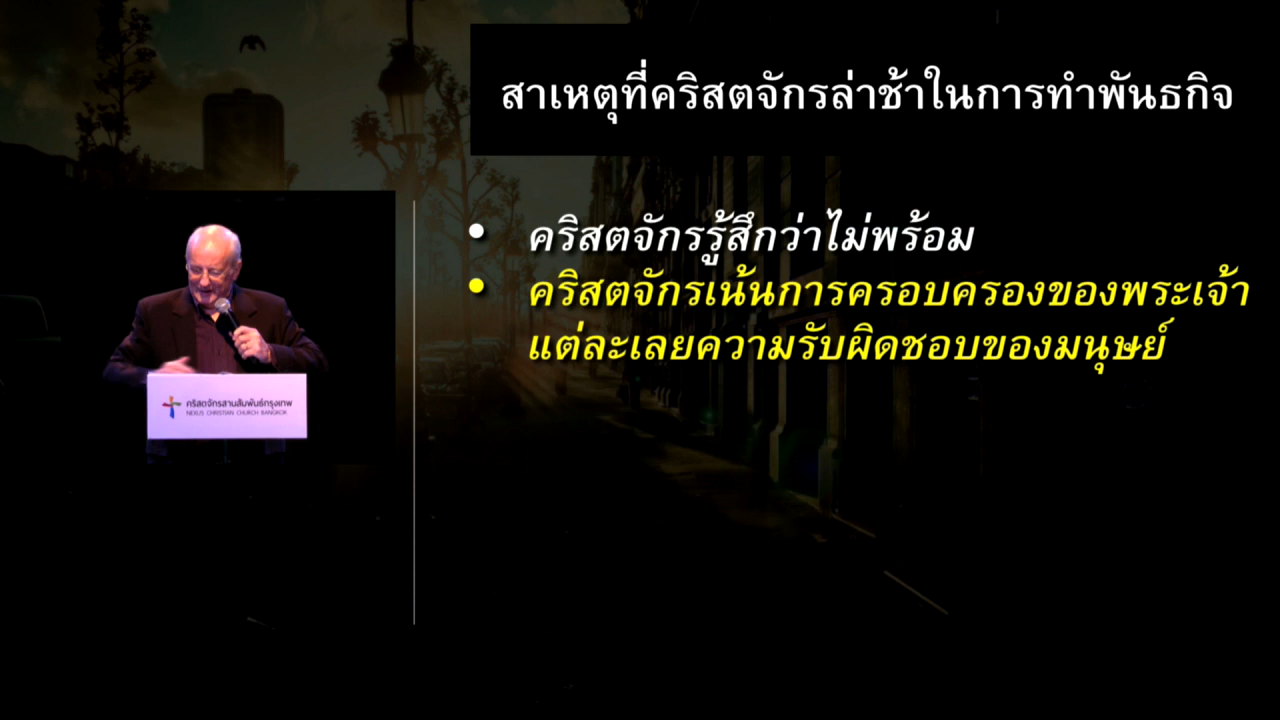 สาเหตุที่คริสตจักรล่าช้าในการทำพันธกิจ
• คริสตจักรรู้สึกว่าไม่พร้อม
• คริสตจักรเน้นการครอบครองของพระเจ้า
แต่ละเลยความรับผิดชอบของมนุษย์
คริสตจักรสานสัมพันธ์กรุงเทพ
NEXUS CHRISTIAN CHURCH BANGKOK